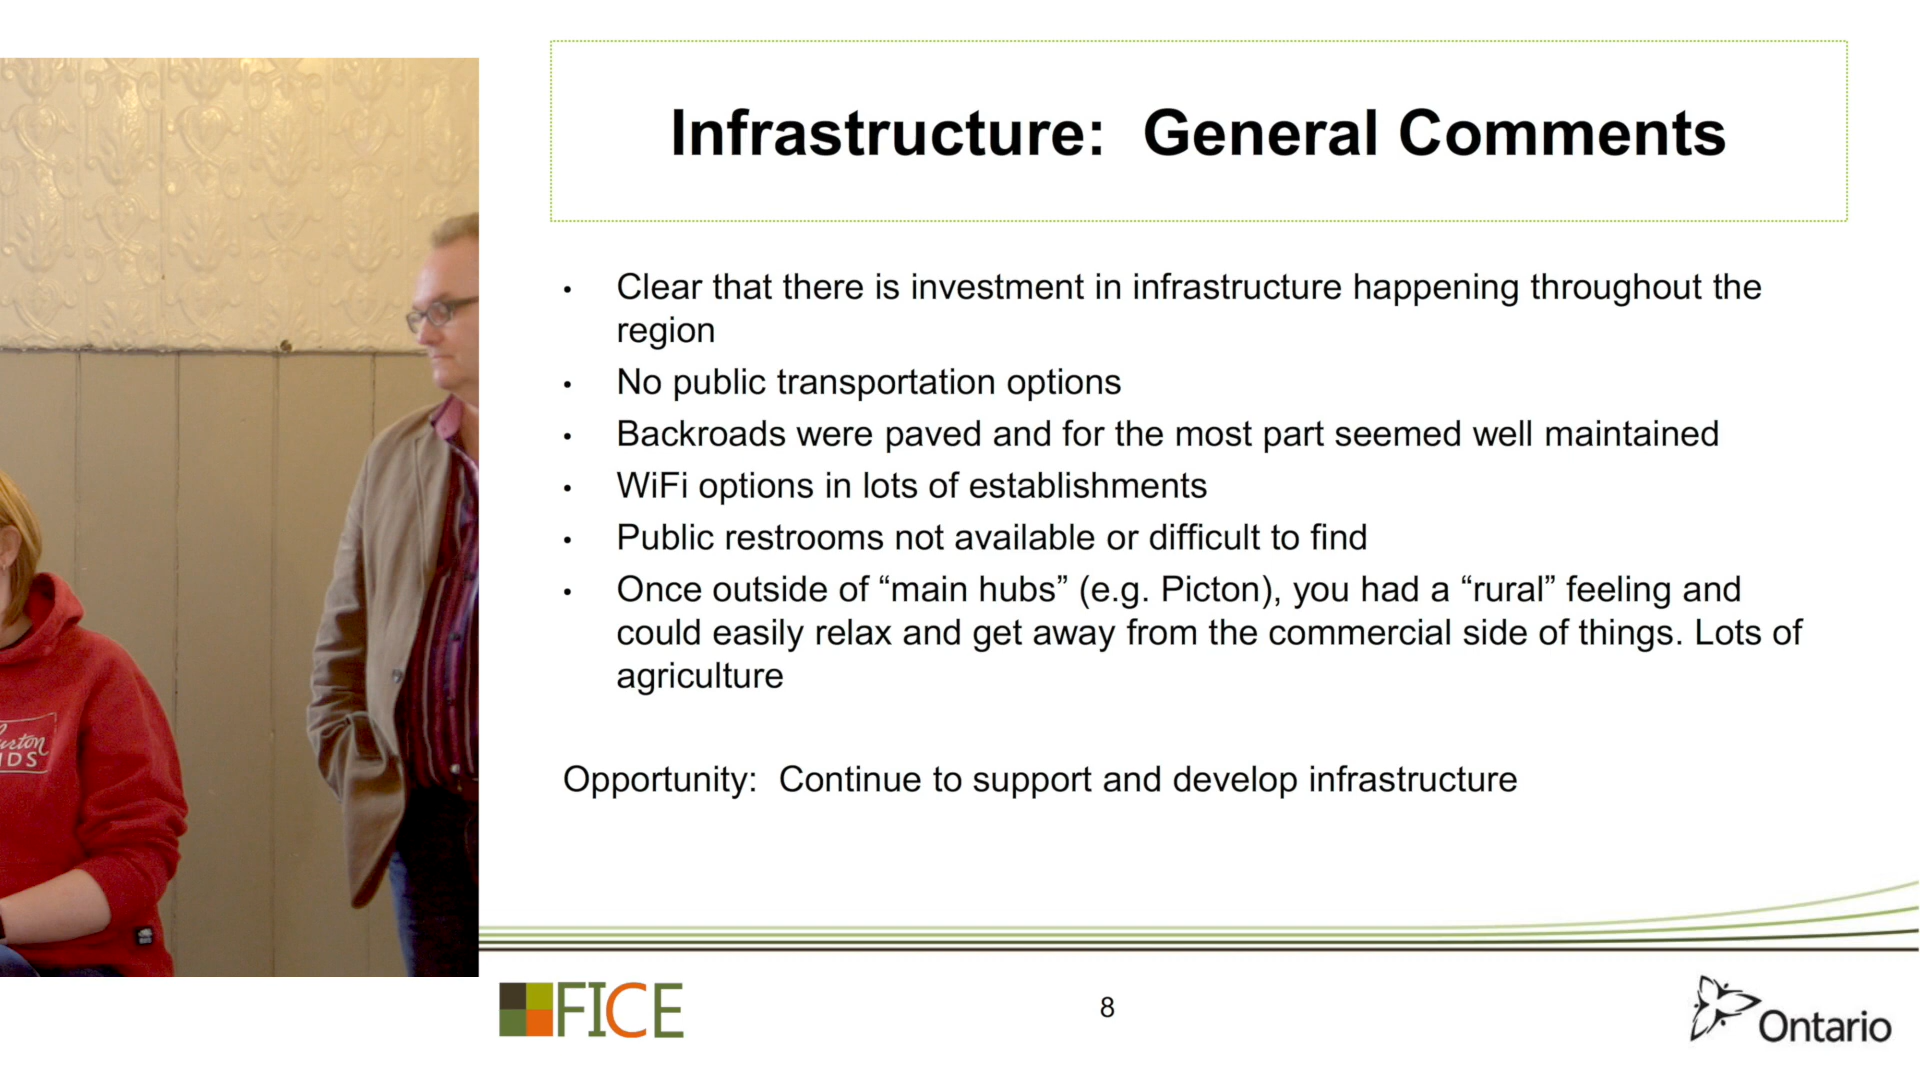 Infrastructure:  General Comments
• Clear that there is investment in infrastructure happening throughout the
region
• No public transportation options
• Backroads were paved and for the most part seemed well maintained
• WiFi options in lots of establishments
• Public restrooms not available or difficult to find
• Once outside of “main hubs” (e.g. Picton), you had a “rural” feeling and
could easily relax and get away from the commercial side of things. Lots of
agriculture
Opportunity:  Continue to support and develop infrastructure
FICE
8
Ontario